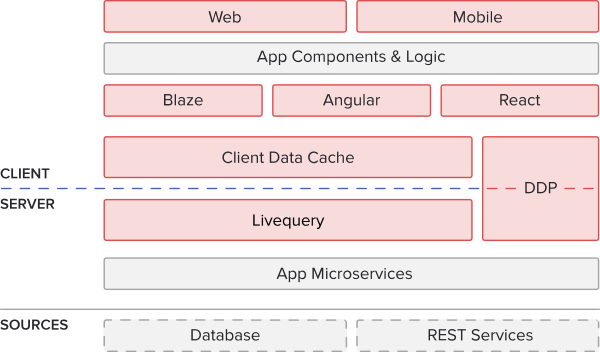 Web
Mobile
App Components & Logic
Blaze
Angular
React
Client Data Cache
CLIENT
DDP
SERVER
Livequery
App Microservices
SOURCES
Database
REST Services